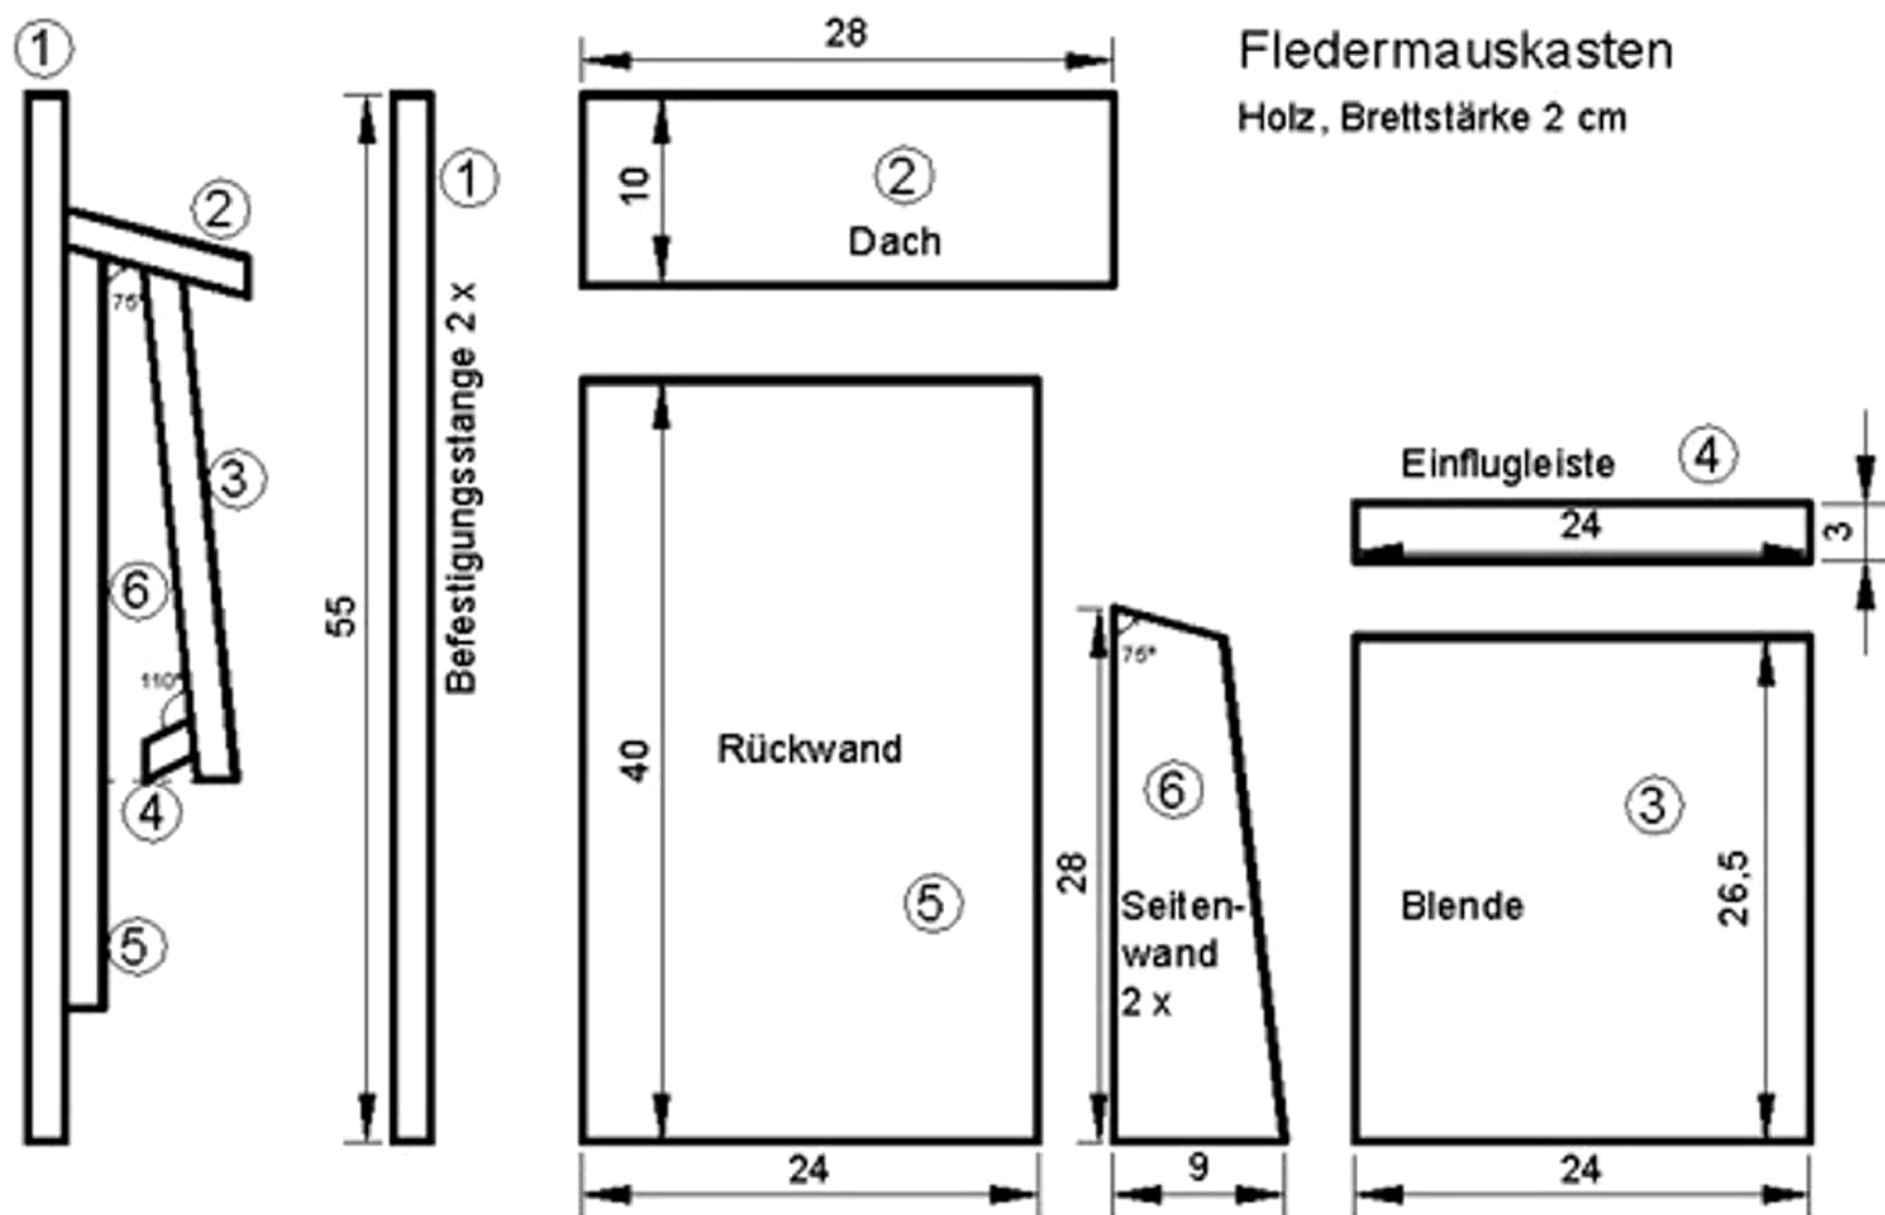 1
28
Fledermauskasten
Holz, Brettstärke 2 cm
2
1
10
2
Dach
75°
Befestigungsstange 2 x
55
3
6
110°
4
5
40
Rückwand
5
24
Einflugleiste
4
24
3
75°
28
6
Seiten-
wand
2 x
9
3
26,5
Blende
24